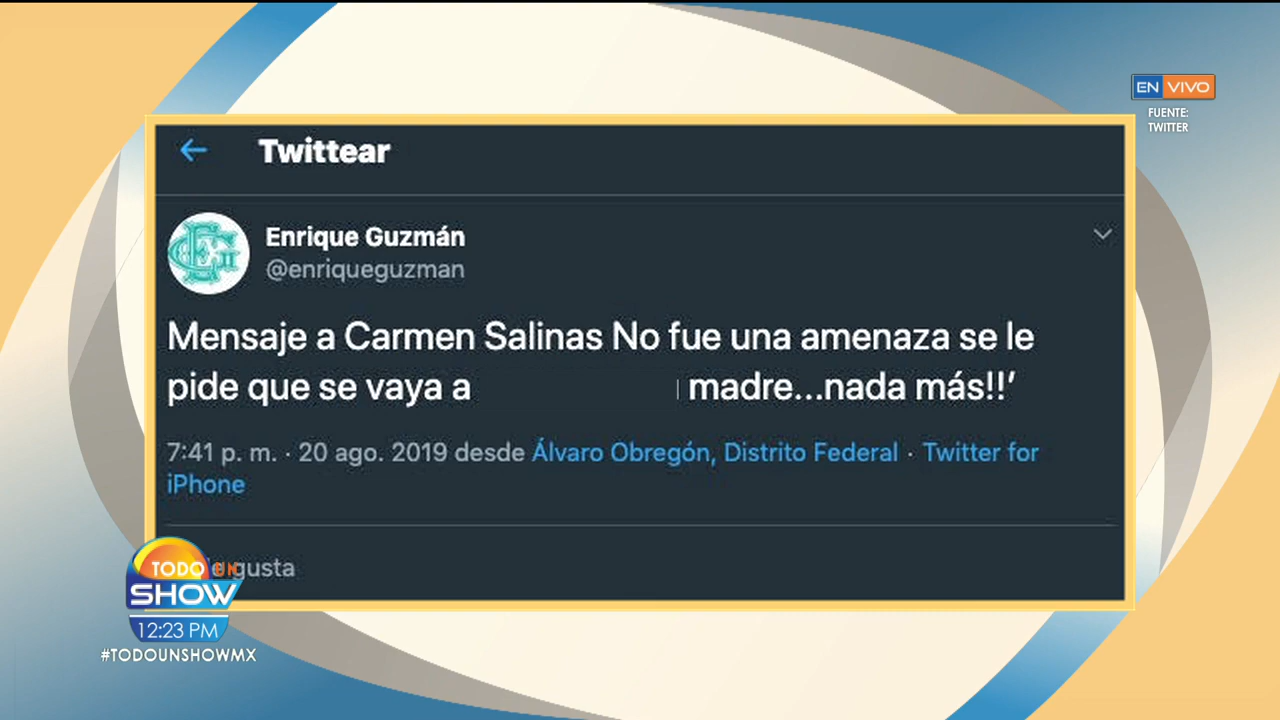 EN VIVO
FUENTE:
TWITTER
Twittear
Enrique Guzmán
@enriqueguzman
Mensaje a Carmen Salinas No fue una amenaza se le
pide que se vaya a madre...nada más!!’
7:41 p. m. · 20 ago. 2019 desde Álvaro Obregón, Distrito Federal · Twitter for
iPhone
gusta
TODO UN
SHOW
12:23 PM
#TODOUNSHOWMX